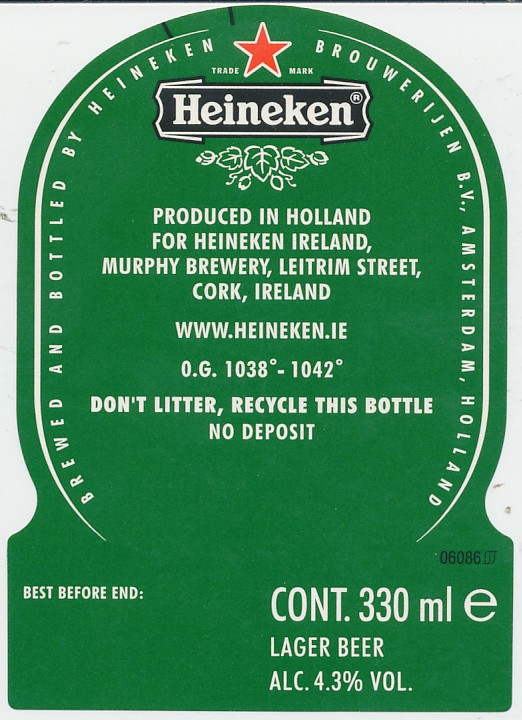 BREWED AND BOTTLED BY HEINEKEN BROUWERIJEN B.V., AMSTERDAM, HOLLAND
TRADE MARK
Heineken®
PRODUCED IN HOLLAND
FOR HEINEKEN IRELAND,
MURPHY BREWERY, LEITRIM STREET,
CORK, IRELAND
WWW.HEINEKEN.IE
O.G. 1038°- 1042°
DON'T LITTER, RECYCLE THIS BOTTLE
NO DEPOSIT
06086
BEST BEFORE END:
CONT. 330 ml e
LAGER BEER
ALC. 4.3% VOL.